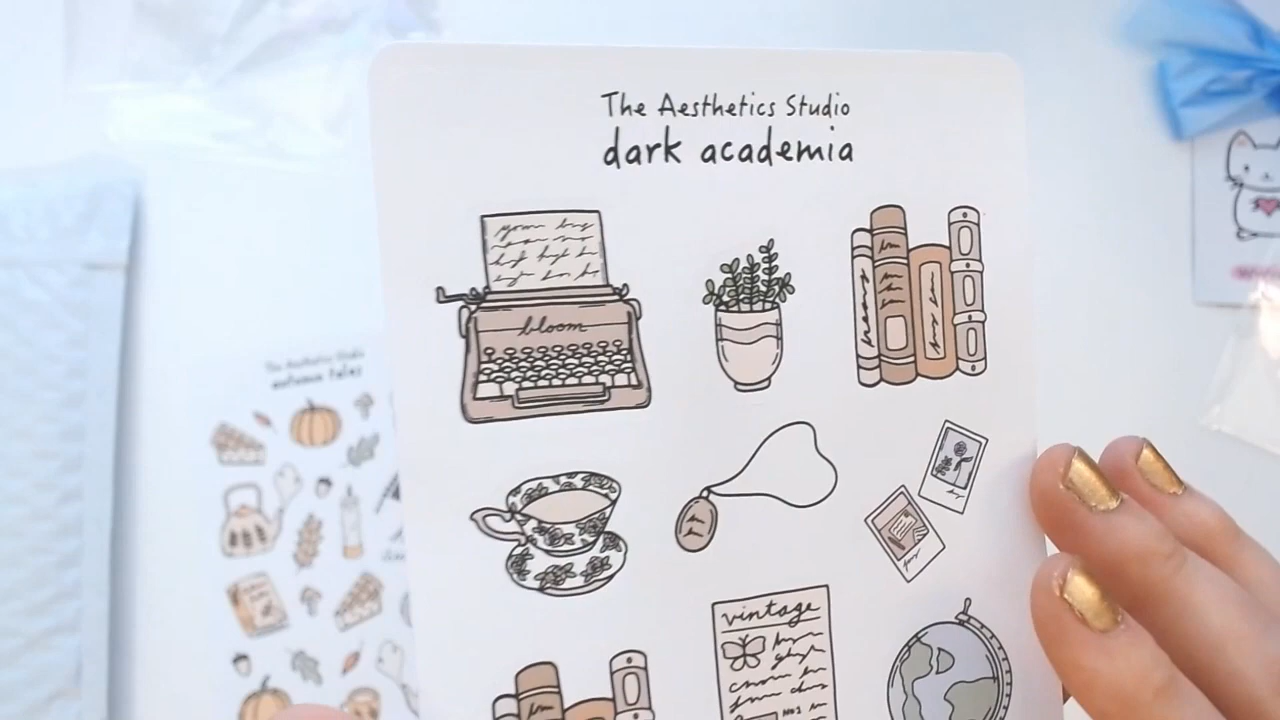 The Aesthetics Studio
dark academia
bloom
vintage
The Aesthetics Studio
autumn tales